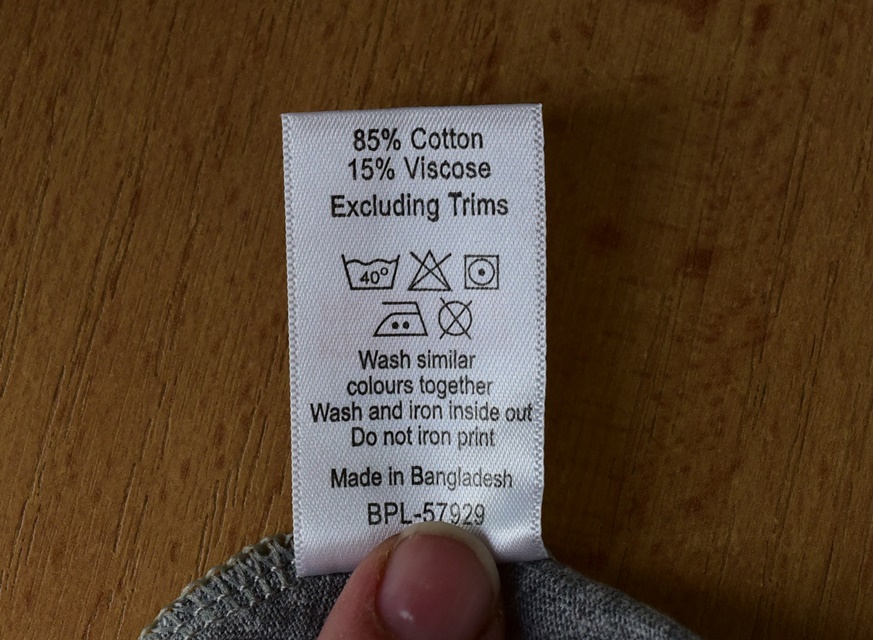 85% Cotton
15% Viscose
Excluding Trims
40°
Wash similar
colours together
Wash and iron inside out
Do not iron print
Made in Bangladesh
BPL-57929